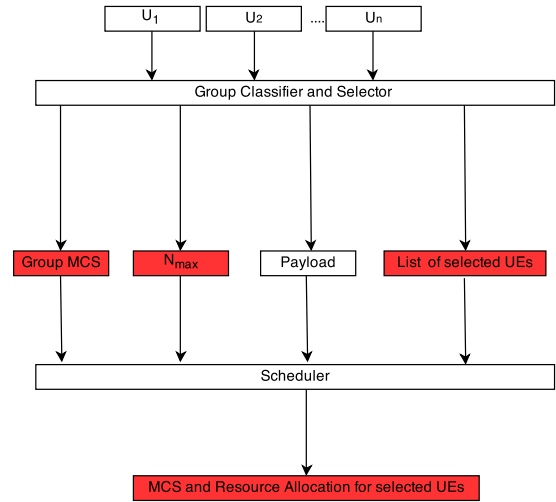 U1 U2 .... Un
Group Classifier and Selector
Group MCS Nmax Payload List of selected UEs
Scheduler
MCS and Resource Allocation for selected UEs